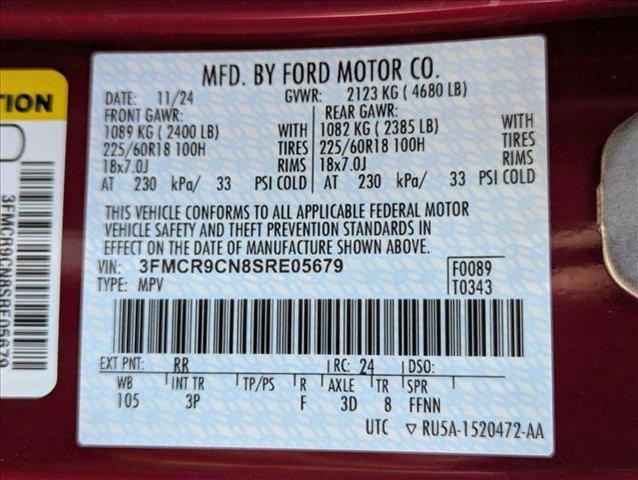 TION
3FMCR9CN8SRE05679
MFD. BY FORD MOTOR CO.
DATE: 11/24 GVWR: 2123 KG ( 4680 LB)
FRONT GAWR: REAR GAWR:
1089 KG ( 2400 LB) WITH 1082 KG ( 2385 LB) WITH
225/60R18 100H TIRES 225/60R18 100H TIRES
18x7.0J RIMS 18x7.0J RIMS
AT 230 kPa/ 33 PSI COLD AT 230 kPa/ 33 PSI COLD
THIS VEHICLE CONFORMS TO ALL APPLICABLE FEDERAL MOTOR
VEHICLE SAFETY AND THEFT PREVENTION STANDARDS IN
EFFECT ON THE DATE OF MANUFACTURE SHOWN ABOVE.
VIN: 3FMCR9CN8SRE05679 F0089
TYPE: MPV T0343
EXT PNT: RR RC: 24 DSO:
WB INT TR TP/PS R AXLE TR SPR
105 3P F 3D 8 FFNN
UTC ▽ RU5A-1520472-AA